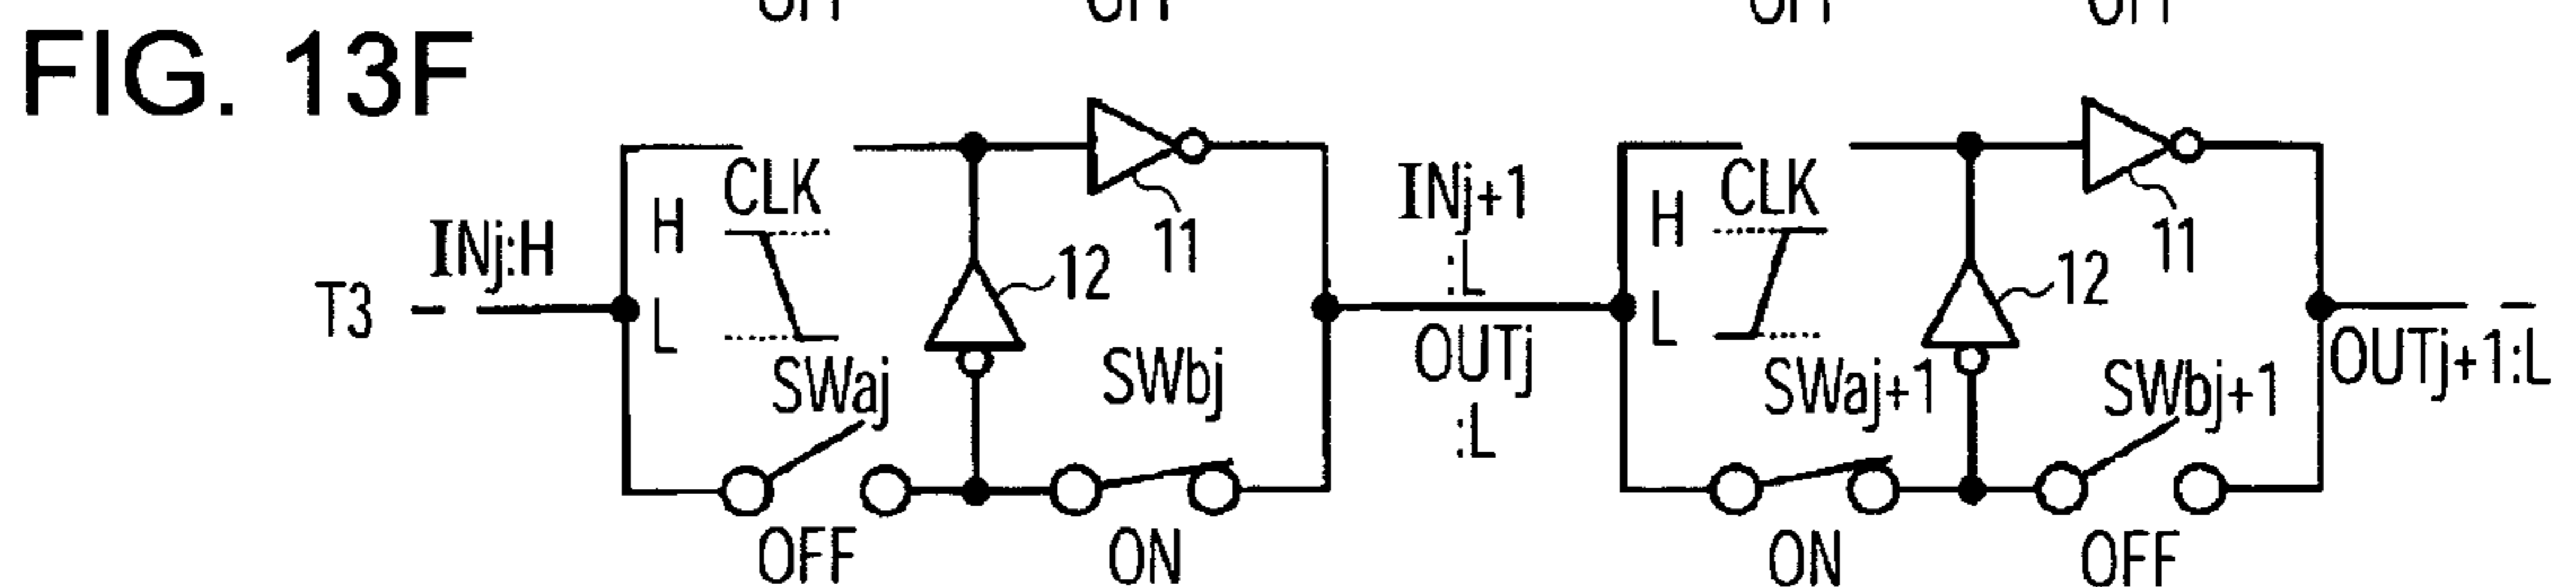 FIG. 13F
T3
INj:H
H
L
CLK
SWaj
OFF
12
11
SWbj
ON
INj+1
:L
OUTj
:L
H
L
CLK
SWaj+1
ON
12
11
SWbj+1
OFF
OUTj+1:L